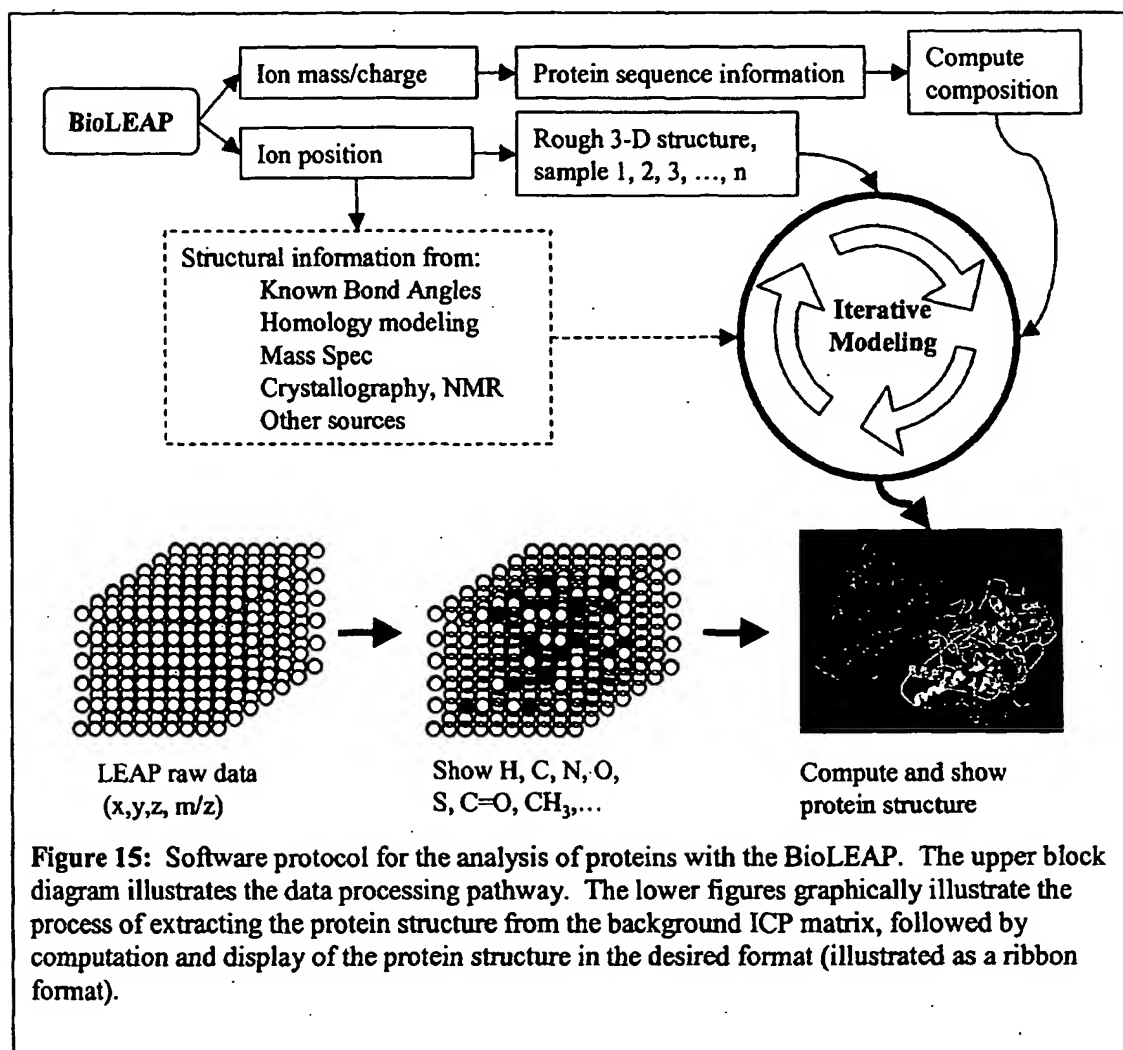 BioLEAP
Ion mass/charge
Protein sequence information
Compute
composition
Ion position
Rough 3-D structure,
sample 1, 2, 3, …, n
Structural information from:
Known Bond Angles
Homology modeling
Mass Spec
Crystallography, NMR
Other sources
Iterative
Modeling
LEAP raw data
(x,y,z, m/z)
Show H, C, N, O,
S, C=O, CH₃,…
Compute and show
protein structure
Figure 15: Software protocol for the analysis of proteins with the BioLEAP. The upper block
diagram illustrates the data processing pathway. The lower figures graphically illustrate the
process of extracting the protein structure from the background ICP matrix, followed by
computation and display of the protein structure in the desired format (illustrated as a ribbon
format).